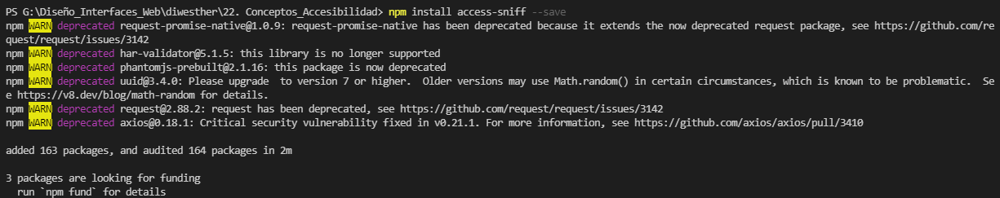 PS G:\Diseño_Interfaces_Web\diwesther\22. Conceptos_Accesibilidad> npm install access-sniff --save
npm WARN deprecated request-promise-native@1.0.9: request-promise-native has been deprecated because it extends the now deprecated request package, see https://github.com/re
quest/request/issues/3142
npm WARN deprecated har-validator@5.1.5: this library is no longer supported
npm WARN deprecated phantomjs-prebuilt@2.1.16: this package is now deprecated
npm WARN deprecated uuid@3.4.0: Please upgrade  to version 7 or higher.  Older versions may use Math.random() in certain circumstances, which is known to be problematic.  Se
e https://v8.dev/blog/math-random for details.
npm WARN deprecated request@2.88.2: request has been deprecated, see https://github.com/request/request/issues/3142
npm WARN deprecated axios@0.18.1: Critical security vulnerability fixed in v0.21.1. For more information, see https://github.com/axios/axios/pull/3410
added 163 packages, and audited 164 packages in 2m
3 packages are looking for funding
  run `npm fund` for details